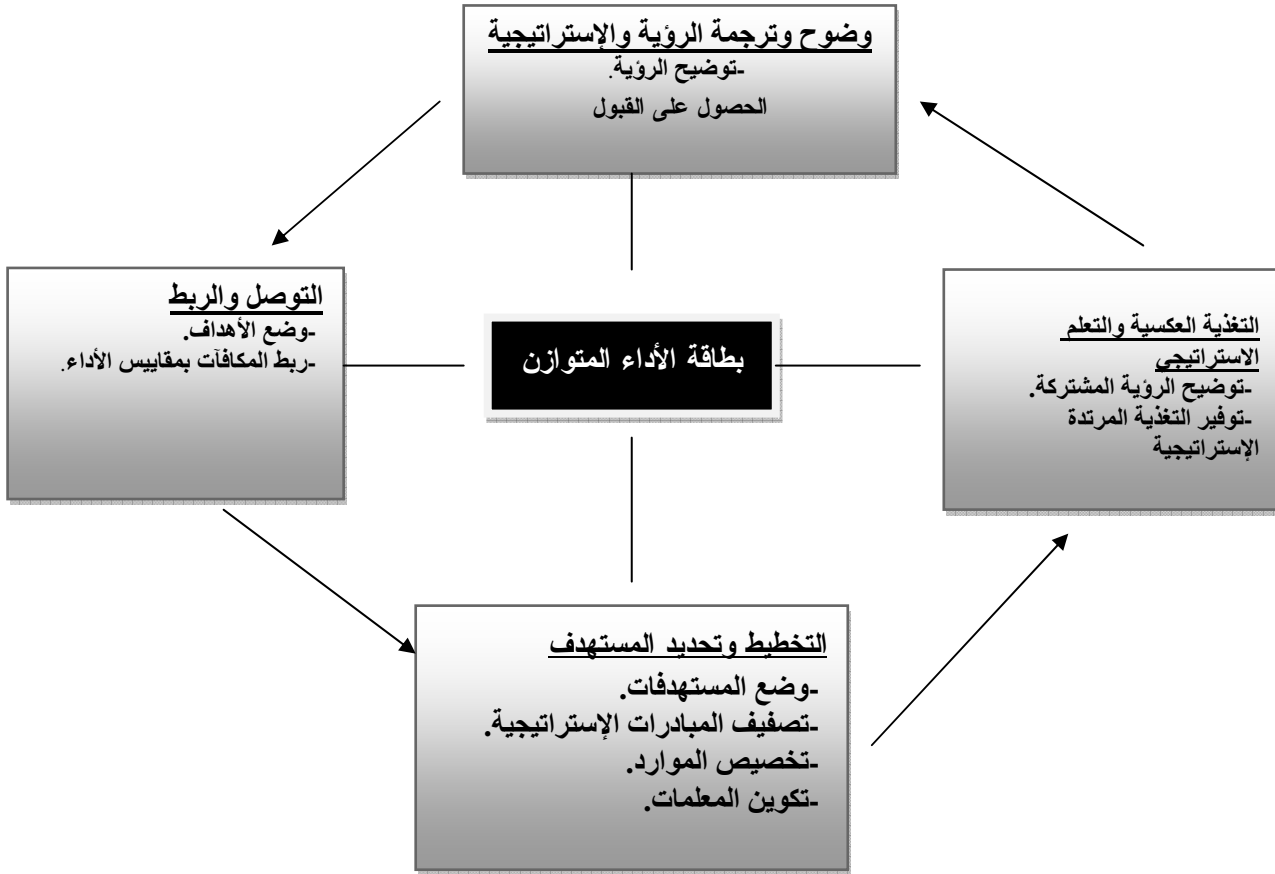 وضوح وترجمة الرؤية والإستراتيجية
-توضيح الرؤية.
الحصول على القبول
التوصل والربط
-وضع الأهداف.
-ربط المكافآت بمقاييس الأداء.
بطاقة الأداء المتوازن
التغذية العكسية والتعلم
الاستراتيجي
-توضيح الرؤية المشتركة.
-توفير التغذية المرتدة
الإستراتيجية
التخطيط وتحديد المستهدف
-وضع المستهدفات.
-تصفيف المبادرات الإستراتيجية.
-تخصيص الموارد.
-تكوين المعلمات.